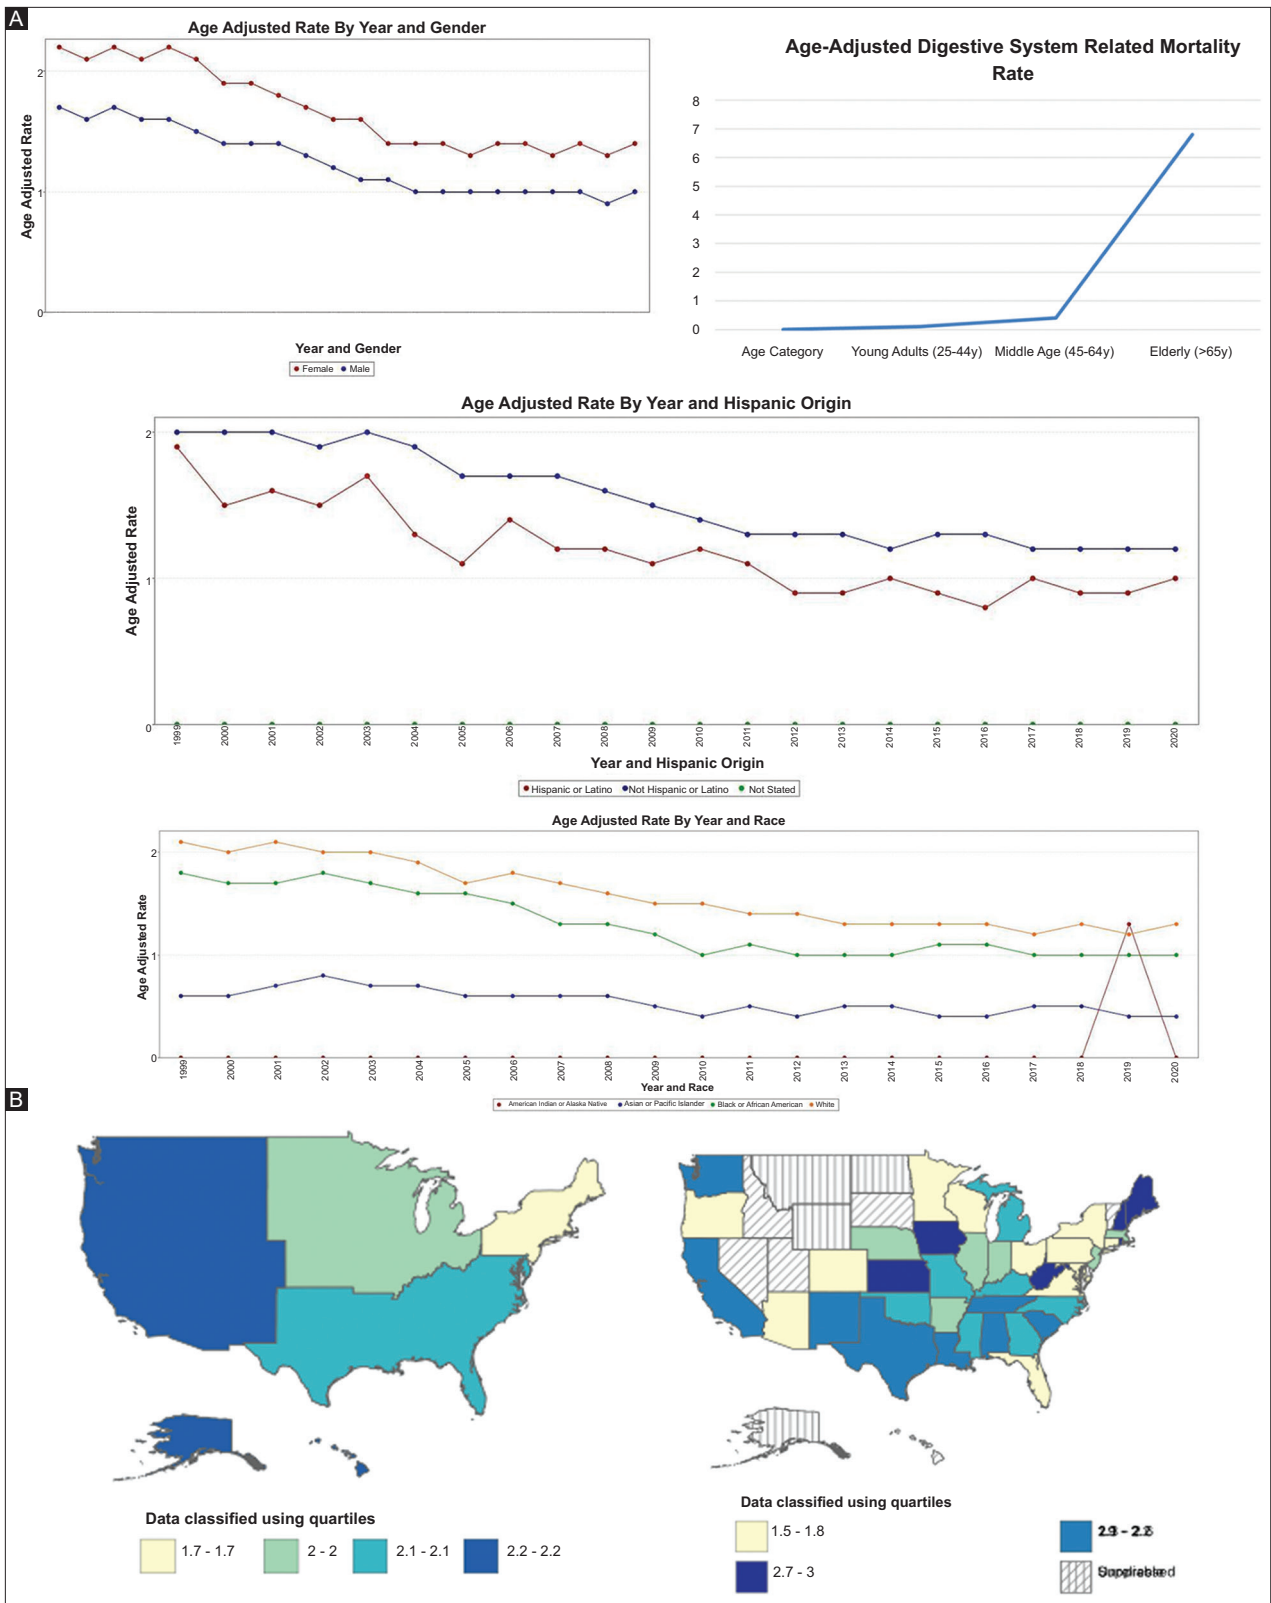 A
Age Adjusted Rate By Year and Gender
Age Adjusted Rate
2
1
0
Year and Gender
Female Male
Age-Adjusted Digestive System Related Mortality
Rate
8
7
6
5
4
3
2
1
0
Age Category Young Adults (25-44y) Middle Age (45-64y) Elderly (>65y)
Age Adjusted Rate By Year and Hispanic Origin
Age Adjusted Rate
2
1
0
1999 2000 2001 2002 2003 2004 2005 2006 2007 2008 2009 2010 2011 2012 2013 2014 2015 2016 2017 2018 2019 2020
Year and Hispanic Origin
Hispanic or Latino Not Hispanic or Latino Not Stated
Age Adjusted Rate By Year and Race
Age Adjusted Rate
2
1
0
1999 2000 2001 2002 2003 2004 2005 2006 2007 2008 2009 2010 2011 2012 2013 2014 2015 2016 2017 2018 2019 2020
Year and Race
American Indian or Alaska Native Asian or Pacific Islander Black or African American White
B
Data classified using quartiles
1.7 - 1.7 2 - 2 2.1 - 2.1 2.2 - 2.2
Data classified using quartiles
1.5 - 1.8
2.7 - 3